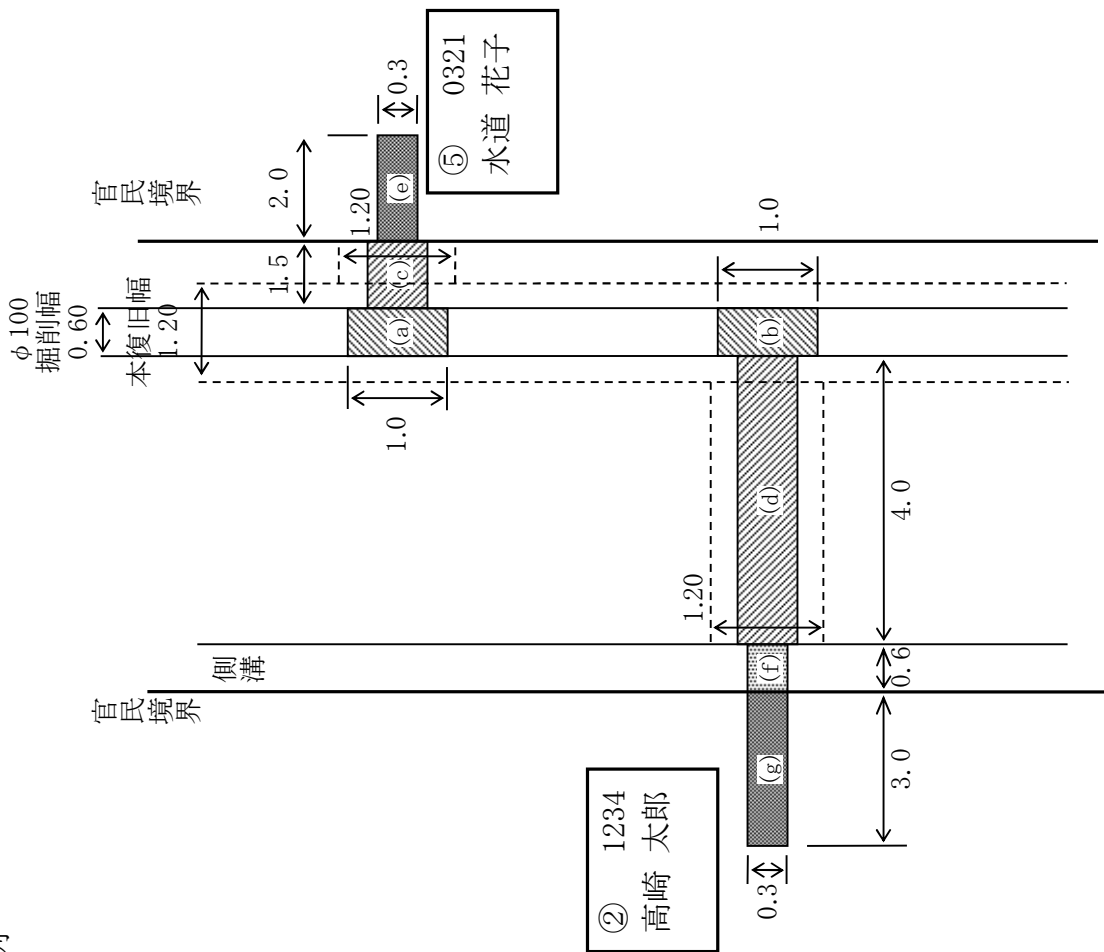 φ100
掘削幅
0.60
本復旧幅
1.20
官民
境界
2.0
0.3
⑤ 0321
水道 花子
1.5
1.20
(e)
(c)
(a)
1.0
1.0
(b)
(d)
4.0
1.20
側溝
官民
境界
(f)
0.6
(g)
3.0
0.3
② 1234
高崎 太郎